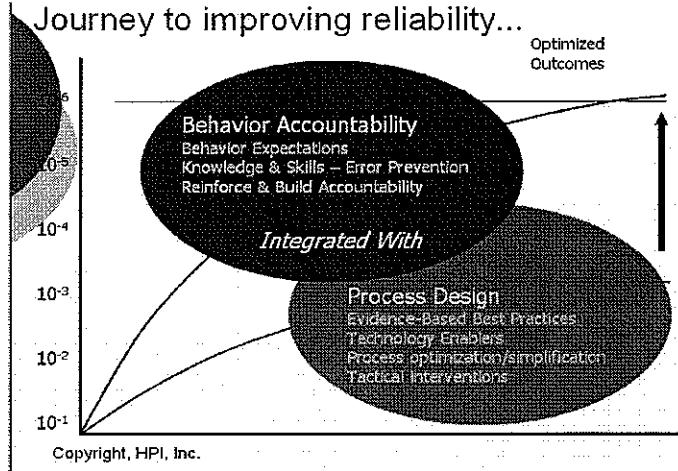 Journey to improving reliability...
Optimized
Outcomes
Behavior Accountability
Behavior Expectations
Knowledge & Skills – Error Prevention
Reinforce & Build Accountability
Integrated With
Process Design
Evidence-Based Best Practices
Technology Enablers
Process optimization/simplification
Tactical Interventions
10-5
10-4
10-3
10-2
10-1
Copyright, HPI, Inc.